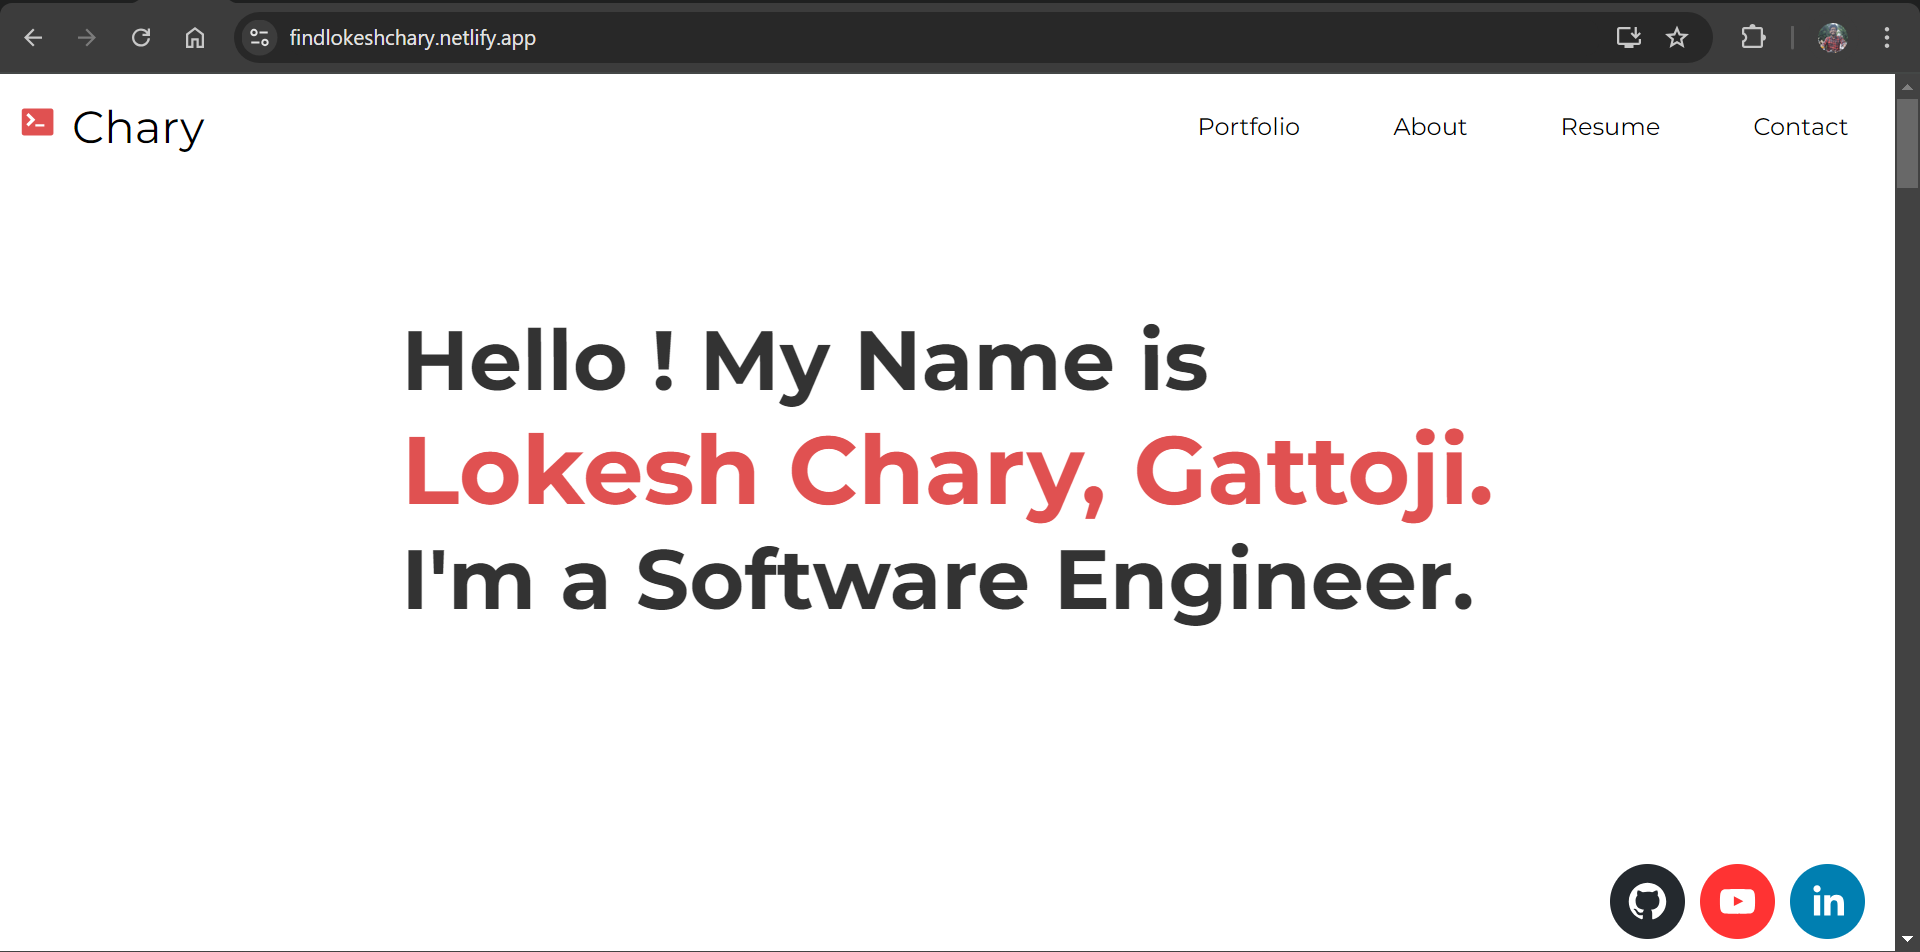 findlokeshchary.netlify.app
Chary
Portfolio About Resume Contact
Hello ! My Name is
Lokesh Chary, Gattoji.
I'm a Software Engineer.
in